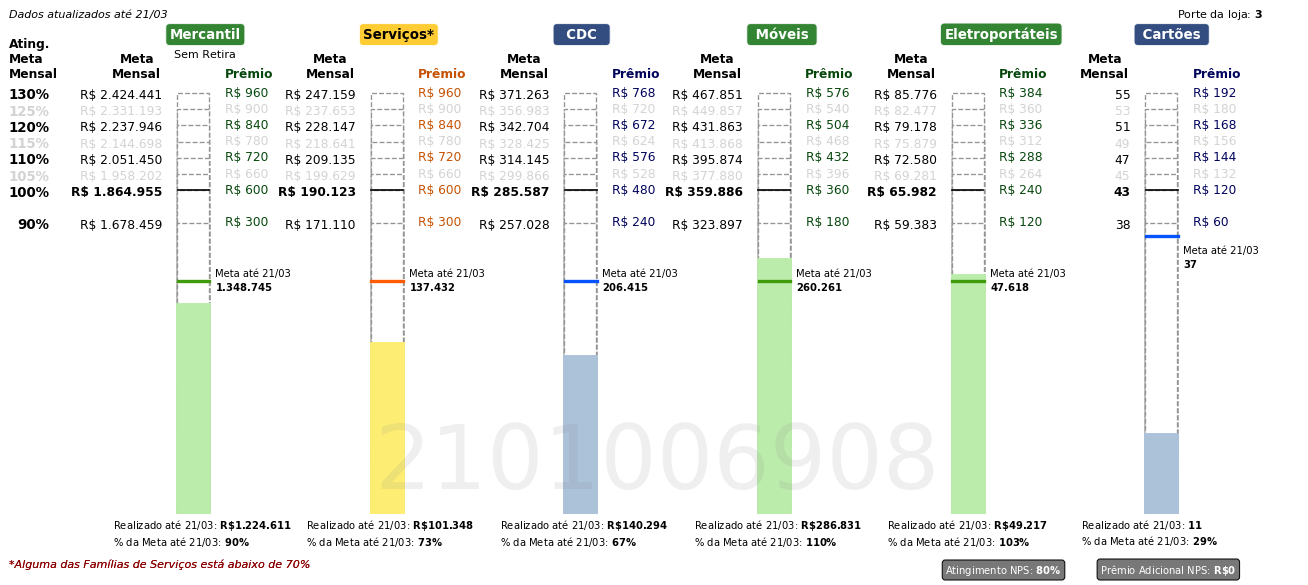 Dados atualizados até 21/03
Porte da loja: 3
Mercantil
Serviços*
CDC
Móveis
Eletroportáteis
Cartões
Sem Retira
Ating. Meta Mensal
Meta Mensal Prêmio Meta Mensal Prêmio Meta Mensal Prêmio Meta Mensal Prêmio Meta Mensal Prêmio Meta Mensal Prêmio
130% R$ 2.424.441 R$ 960 R$ 247.159 R$ 960 R$ 371.263 R$ 768 R$ 467.851 R$ 576 R$ 85.776 R$ 384 55 R$ 192
125% R$ 2.331.193 R$ 900 R$ 237.653 R$ 900 R$ 356.983 R$ 720 R$ 449.857 R$ 540 R$ 82.477 R$ 360 53 R$ 180
120% R$ 2.237.946 R$ 840 R$ 228.147 R$ 840 R$ 342.704 R$ 672 R$ 431.863 R$ 504 R$ 79.178 R$ 336 51 R$ 168
115% R$ 2.144.698 R$ 780 R$ 218.641 R$ 780 R$ 328.425 R$ 624 R$ 413.868 R$ 468 R$ 75.879 R$ 312 49 R$ 156
110% R$ 2.051.450 R$ 720 R$ 209.135 R$ 720 R$ 314.145 R$ 576 R$ 395.874 R$ 432 R$ 72.580 R$ 288 47 R$ 144
105% R$ 1.958.202 R$ 660 R$ 199.629 R$ 660 R$ 299.866 R$ 528 R$ 377.880 R$ 396 R$ 69.281 R$ 264 45 R$ 132
100% R$ 1.864.955 R$ 600 R$ 190.123 R$ 600 R$ 285.587 R$ 480 R$ 359.886 R$ 360 R$ 65.982 R$ 240 43 R$ 120
90% R$ 1.678.459 R$ 300 R$ 171.110 R$ 300 R$ 257.028 R$ 240 R$ 323.897 R$ 180 R$ 59.383 R$ 120 38 R$ 60
Meta até 21/03
1.348.745
Meta até 21/03
137.432
Meta até 21/03
206.415
Meta até 21/03
260.261
Meta até 21/03
47.618
Meta até 21/03
37
2101006908
Realizado até 21/03: R$1.224.611
% da Meta até 21/03: 90%
Realizado até 21/03: R$101.348
% da Meta até 21/03: 73%
Realizado até 21/03: R$140.294
% da Meta até 21/03: 67%
Realizado até 21/03: R$286.831
% da Meta até 21/03: 110%
Realizado até 21/03: R$49.217
% da Meta até 21/03: 103%
Realizado até 21/03: 11
% da Meta até 21/03: 29%
*Alguma das Famílias de Serviços está abaixo de 70%
Atingimento NPS: 80%
Prêmio Adicional NPS: R$0